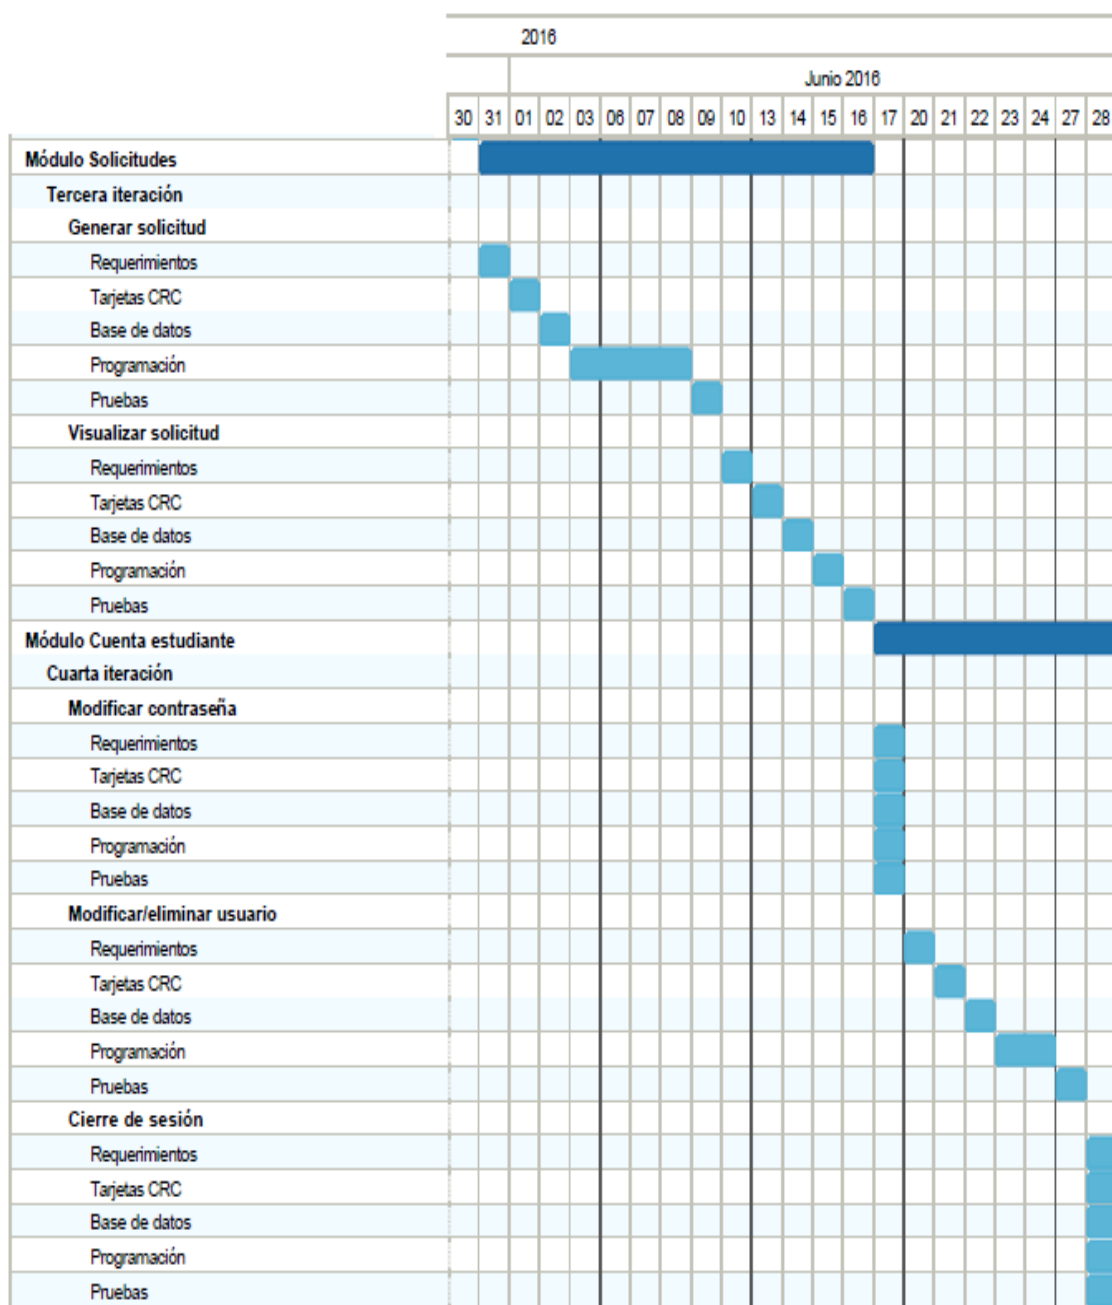 2016
Junio 2016
30 31 01 02 03 06 07 08 09 10 13 14 15 16 17 20 21 22 23 24 27 28
Módulo Solicitudes
Tercera iteración
Generar solicitud
Requerimientos
Tarjetas CRC
Base de datos
Programación
Pruebas
Visualizar solicitud
Requerimientos
Tarjetas CRC
Base de datos
Programación
Pruebas
Módulo Cuenta estudiante
Cuarta iteración
Modificar contraseña
Requerimientos
Tarjetas CRC
Base de datos
Programación
Pruebas
Modificar/eliminar usuario
Requerimientos
Tarjetas CRC
Base de datos
Programación
Pruebas
Cierre de sesión
Requerimientos
Tarjetas CRC
Base de datos
Programación
Pruebas